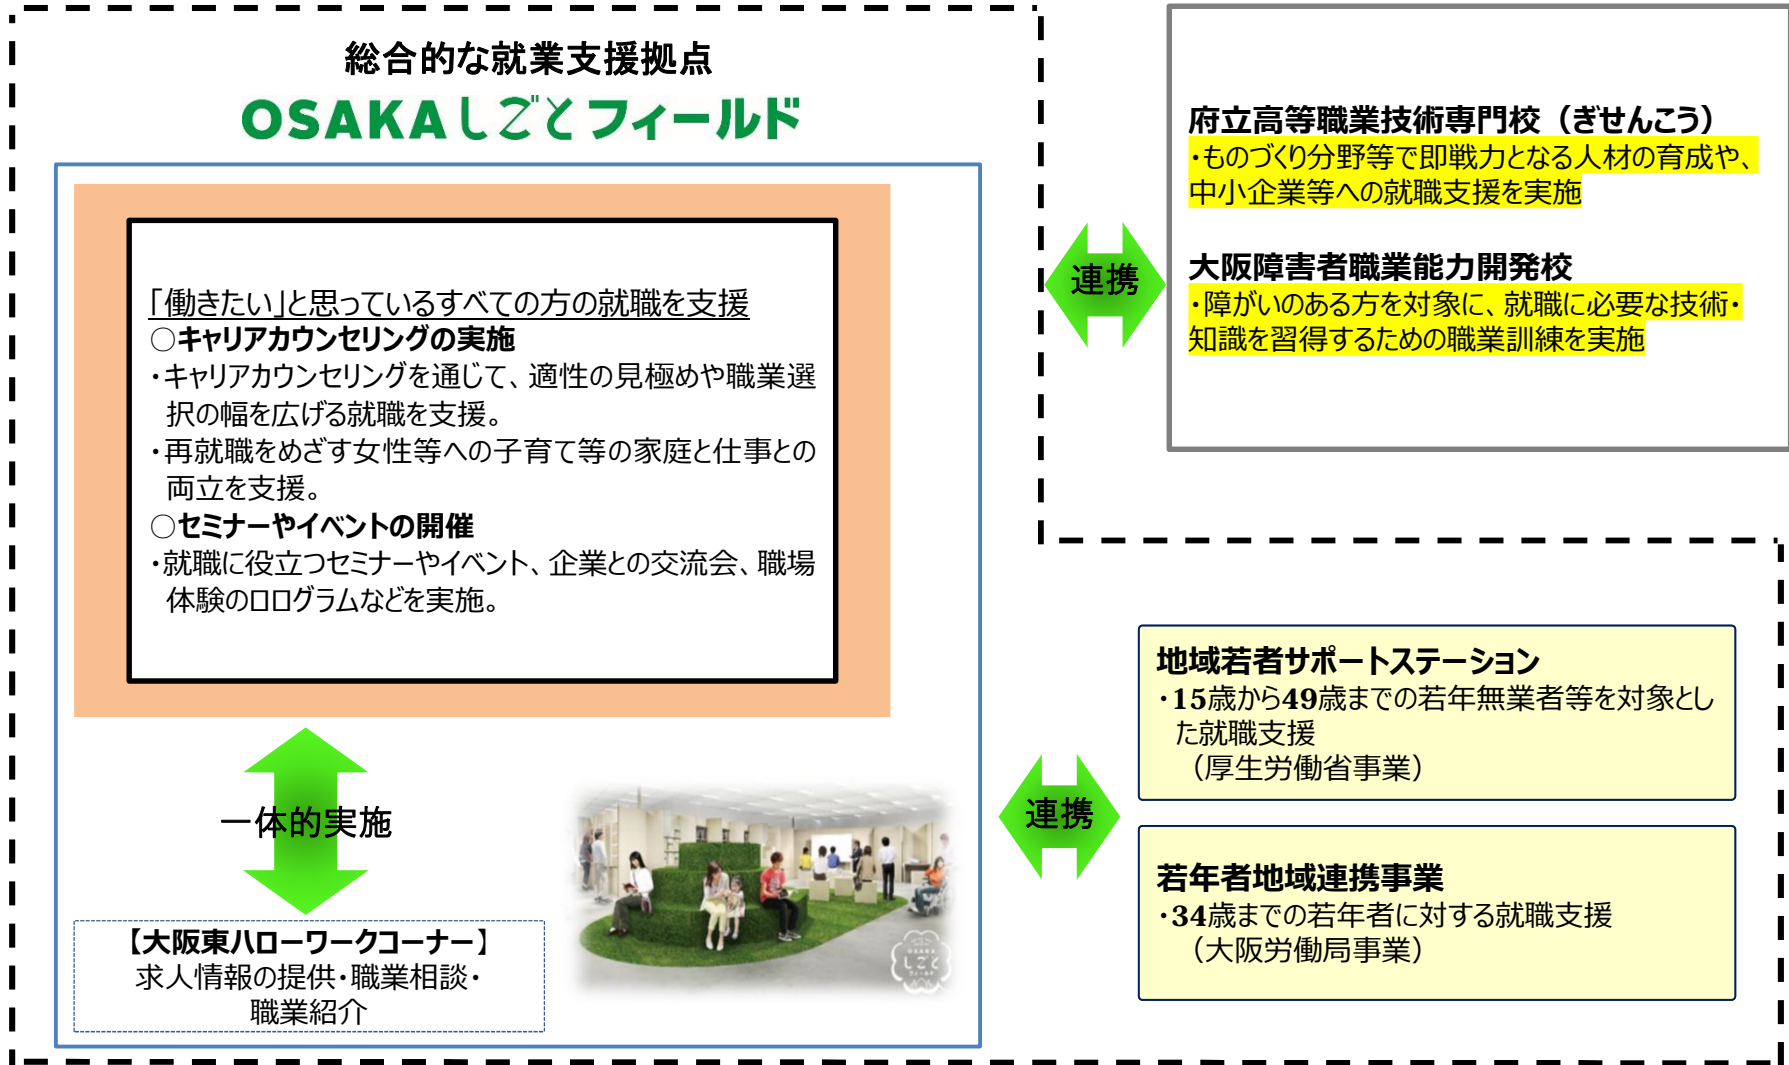 総合的な就業支援拠点
OSAKAしごとフィールド
「働きたい」と思っているすべての方の就職を支援
○キャリアカウンセリングの実施
・キャリアカウンセリングを通じて、適性の見極めや職業選
択の幅を広げる就職を支援。
・再就職をめざす女性等への子育て等の家庭と仕事との
両立を支援。
○セミナーやイベントの開催
・就職に役立つセミナーやイベント、企業との交流会、職場
体験のロログラムなどを実施。
一体的実施
【大阪東ハローワークコーナー】
求人情報の提供・職業相談・
職業紹介
OSAKA
しごと
フィールド
連携
府立高等職業技術専門校（ぎせんこう）
・ものづくり分野等で即戦力となる人材の育成や、
中小企業等への就職支援を実施
大阪障害者職業能力開発校
・障がいのある方を対象に、就職に必要な技術・
知識を習得するための職業訓練を実施
連携
地域若者サポートステーション
・15歳から49歳までの若年無業者等を対象とし
た就職支援
（厚生労働省事業）
若年者地域連携事業
・34歳までの若年者に対する就職支援
（大阪労働局事業）